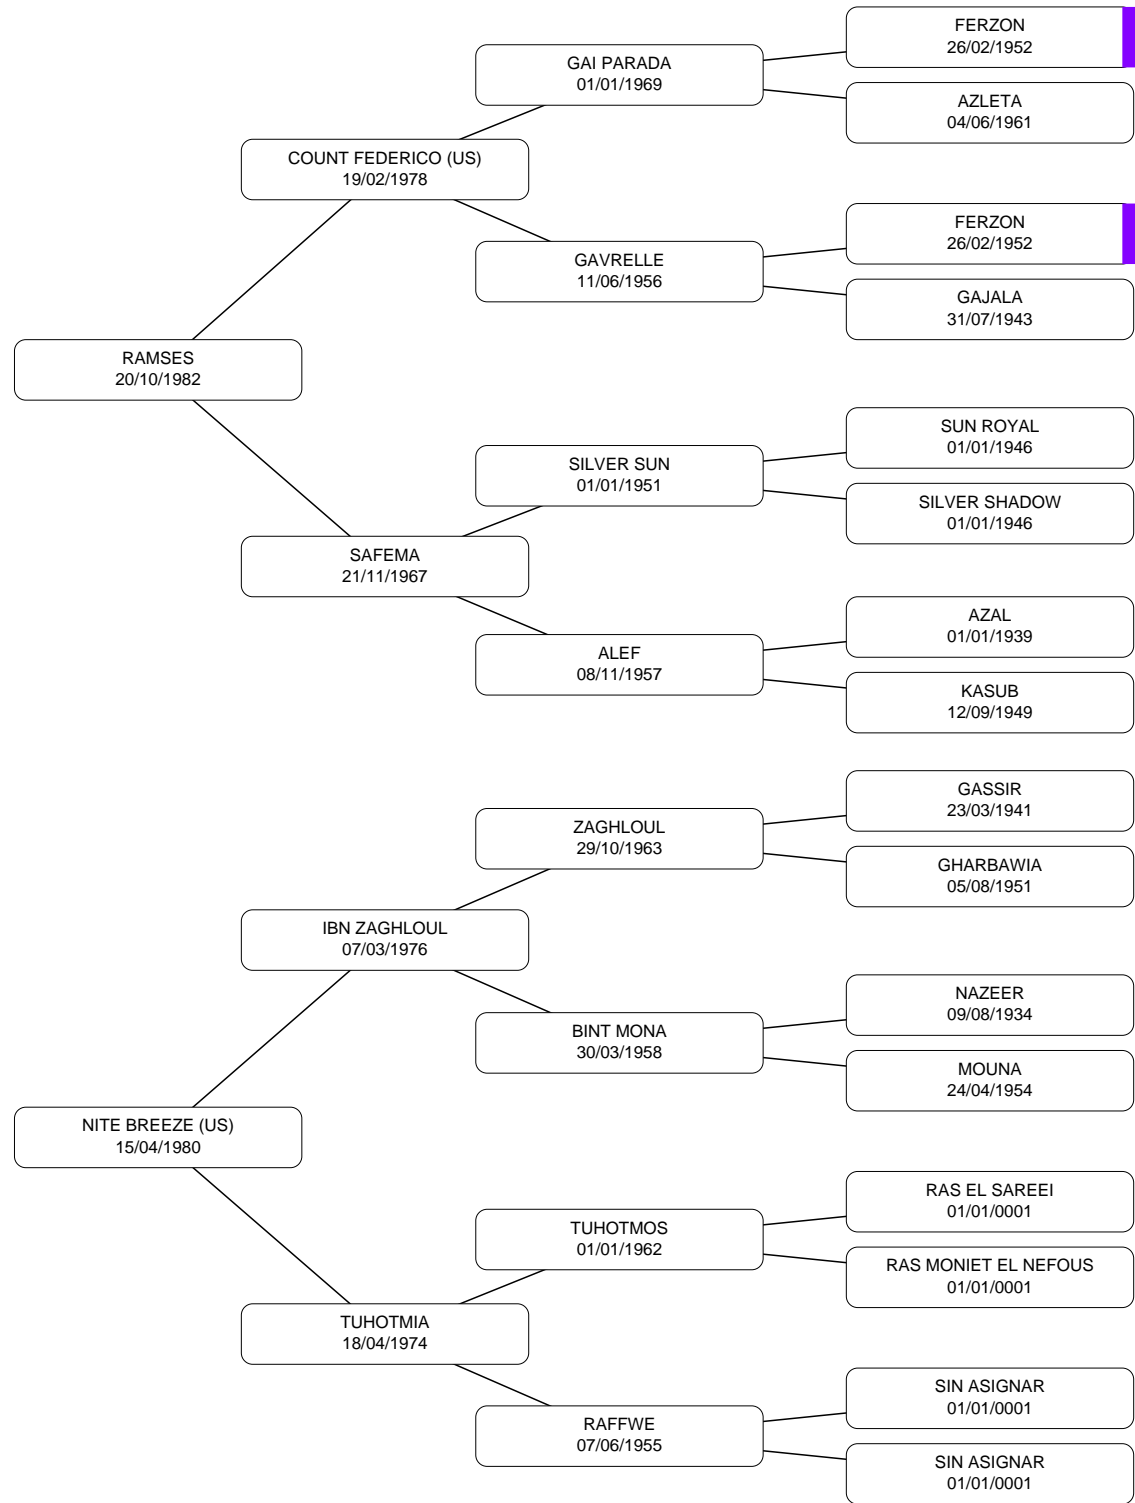 FERZON
26/02/1952
GAI PARADA
01/01/1969
AZLETA
04/06/1961
COUNT FEDERICO (US)
19/02/1978
FERZON
26/02/1952
GAVRELLE
11/06/1956
GAJALA
31/07/1943
RAMSES
20/10/1982
SUN ROYAL
01/01/1946
SILVER SUN
01/01/1951
SILVER SHADOW
01/01/1946
SAFEMA
21/11/1967
AZAL
01/01/1939
ALEF
08/11/1957
KASUB
12/09/1949
GASSIR
23/03/1941
ZAGHLOUL
29/10/1963
GHARBAWIA
05/08/1951
IBN ZAGHLOUL
07/03/1976
NAZEER
09/08/1934
BINT MONA
30/03/1958
MOUNA
24/04/1954
NITE BREEZE (US)
15/04/1980
RAS EL SAREEI
01/01/0001
TUHOTMOS
01/01/1962
RAS MONIET EL NEFOUS
01/01/0001
TUHOTMIA
18/04/1974
SIN ASIGNAR
01/01/0001
RAFFWE
07/06/1955
SIN ASIGNAR
01/01/0001